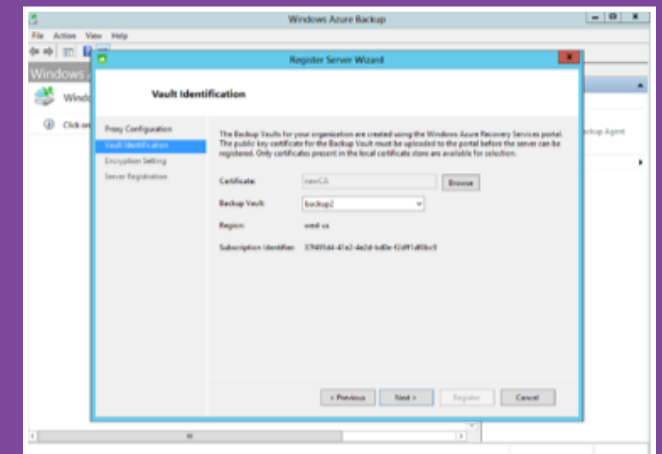 Windows Azure Backup
File Action View Help
Register Server Wizard
Windows
Vault Identification
Click on
Proxy Configuration
Vault Identification
Encryption Setting
Server Registration
The Backup Vaults for your organization are created using the Windows Azure Recovery Services portal.
The public key certificate for the Backup Vault must be uploaded to the portal before the server can be
registered. Only certificates present in the local certificate store are available for selection.
Certificate: newCA Browse
Backup Vault: backup2
Region: west us
Subscription Identifier:
< Previous Next > Register Cancel
Agent